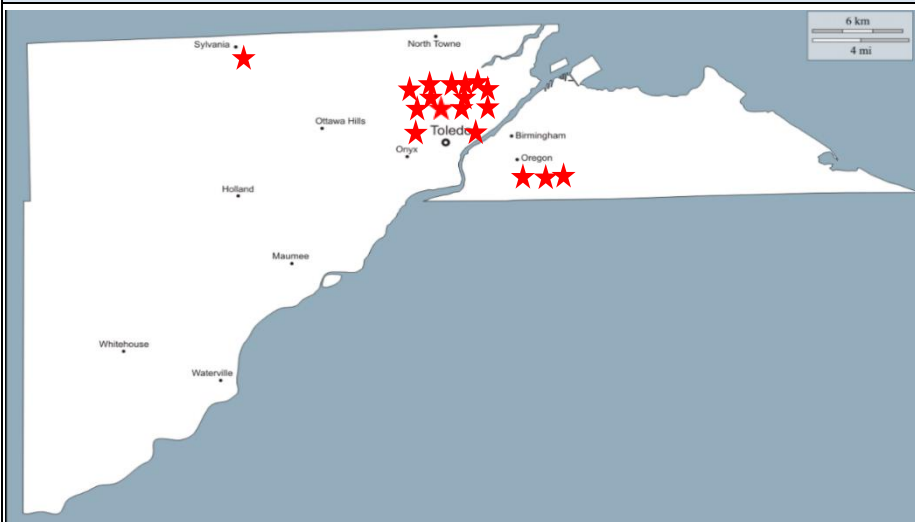 6 km
4 mi
Sylvania
North Towne
Ottawa Hills
Toledo
Birmingham
Onyx
Oregon
Holland
Maumee
Whitehouse
Waterville